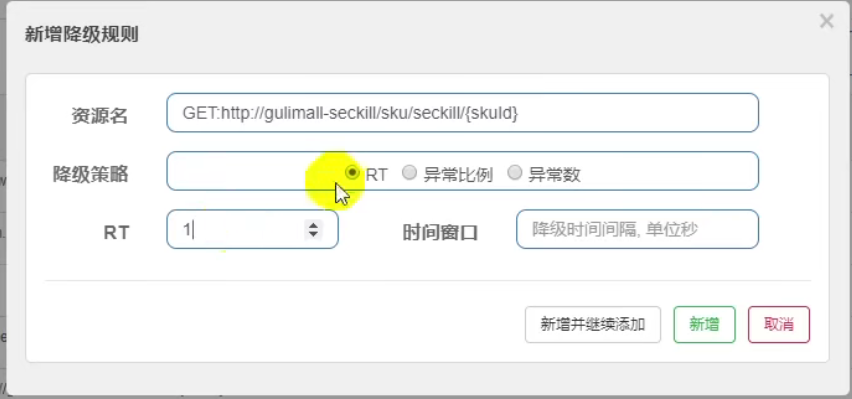 新增降级规则 ×
资源名 GET:http://gulimall-seckill/sku/seckill/{skuId}
降级策略 RT 异常比例 异常数
RT 1 时间窗口 降级时间间隔, 单位秒
新增并继续添加 新增 取消